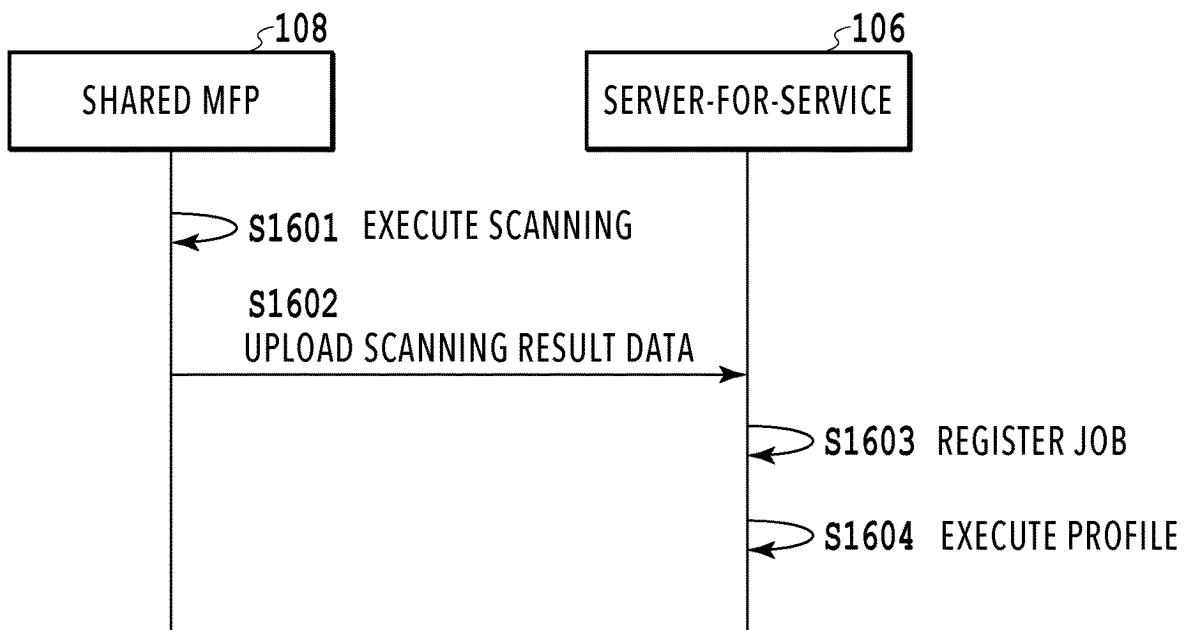 108
106
SHARED MFP
SERVER-FOR-SERVICE
S1601 EXECUTE SCANNING
S1602
UPLOAD SCANNING RESULT DATA
S1603 REGISTER JOB
S1604 EXECUTE PROFILE